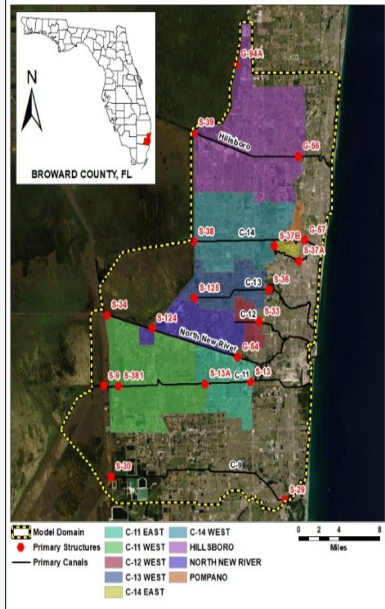 N
BROWARD COUNTY, FL
G-94A
S-39
Hillsboro
G-56
S-38
C-14
S-37B
G-57
S-37A
S-125
C-13
S-36
S-34
S-124
C-12
S-33
North New River
G-54
S-9
S-381
S-13A
C-11
S-13
S-30
C-9
S-29
Model Domain
Primary Structures
Primary Canals
C-11 EAST
C-11 WEST
C-12 WEST
C-13 WEST
C-14 EAST
C-14 WEST
HILLSBORO
NORTH NEW RIVER
POMPANO
0 2 4 8
Miles